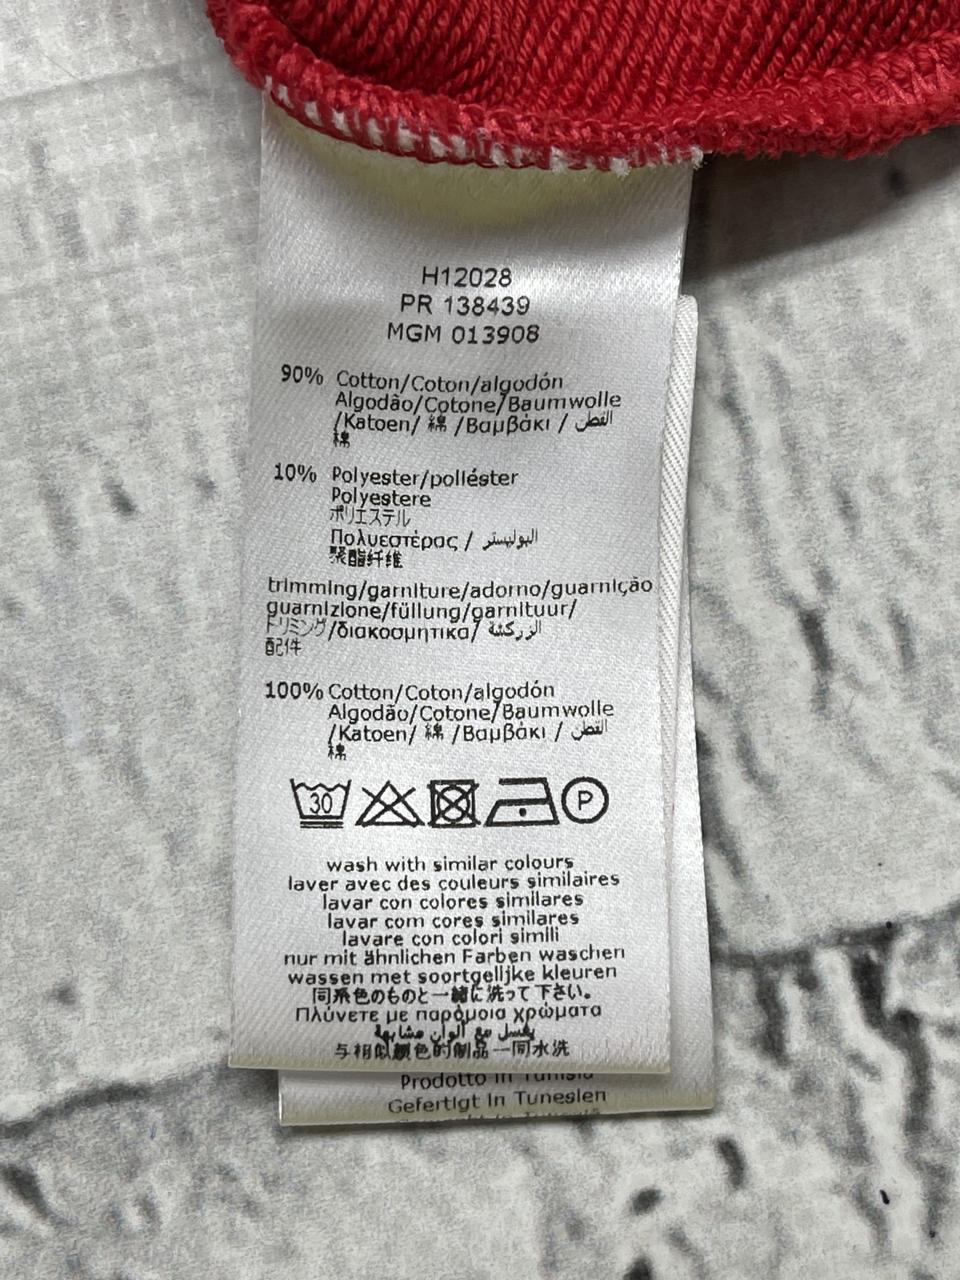 H12028
PR 138439
MGM 013908
90% Cotton/Coton/algodón
Algodão/Cotone/Baumwolle
/Katoen/ 綿 /Βαμβάκι / القطن
棉
10% Polyester/poliéster
Polyestere
ポリエステル
Πολυεστέρας / البوليستر
聚酯纤维
trimming/garniture/adorno/guarnição
guarnizione/füllung/garnituur/
トリミング/διακοσμητικα/ الزركشة
配件
100% Cotton/Coton/algodón
Algodão/Cotone/Baumwolle
/Katoen/ 綿 /Βαμβάκι / القطن
棉
30 P
wash with similar colours
laver avec des couleurs similaires
lavar con colores similares
lavar com cores similares
lavare con colori simili
nur mit ähnlichen Farben waschen
wassen met soortgelijke kleuren
同系色のものと一緒に洗って下さい。
Πλύνετε με παρόμοια χρώματα
يغسل مع ألوان مشابهة
与相似颜色的制品一同水洗
Prodotto in Tunisia
Gefertigt in Tunesien